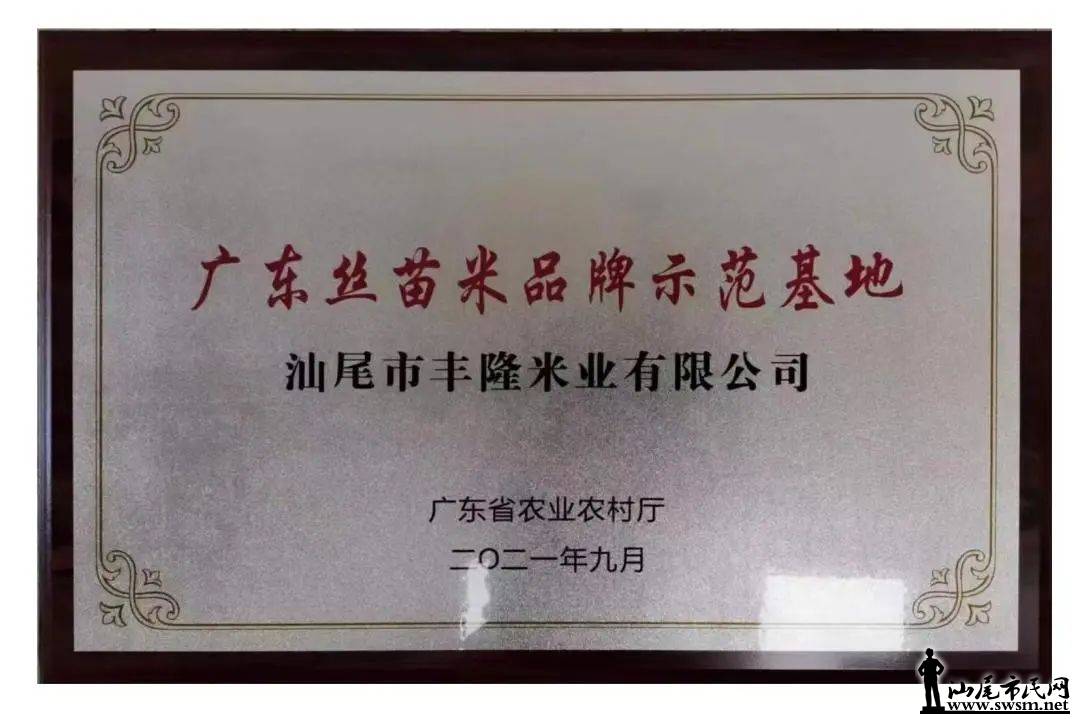 广东丝苗米品牌示范基地
汕尾市丰隆米业有限公司
广东省农业农村厅
二〇二一年九月
汕尾市民网
www.swsm.net